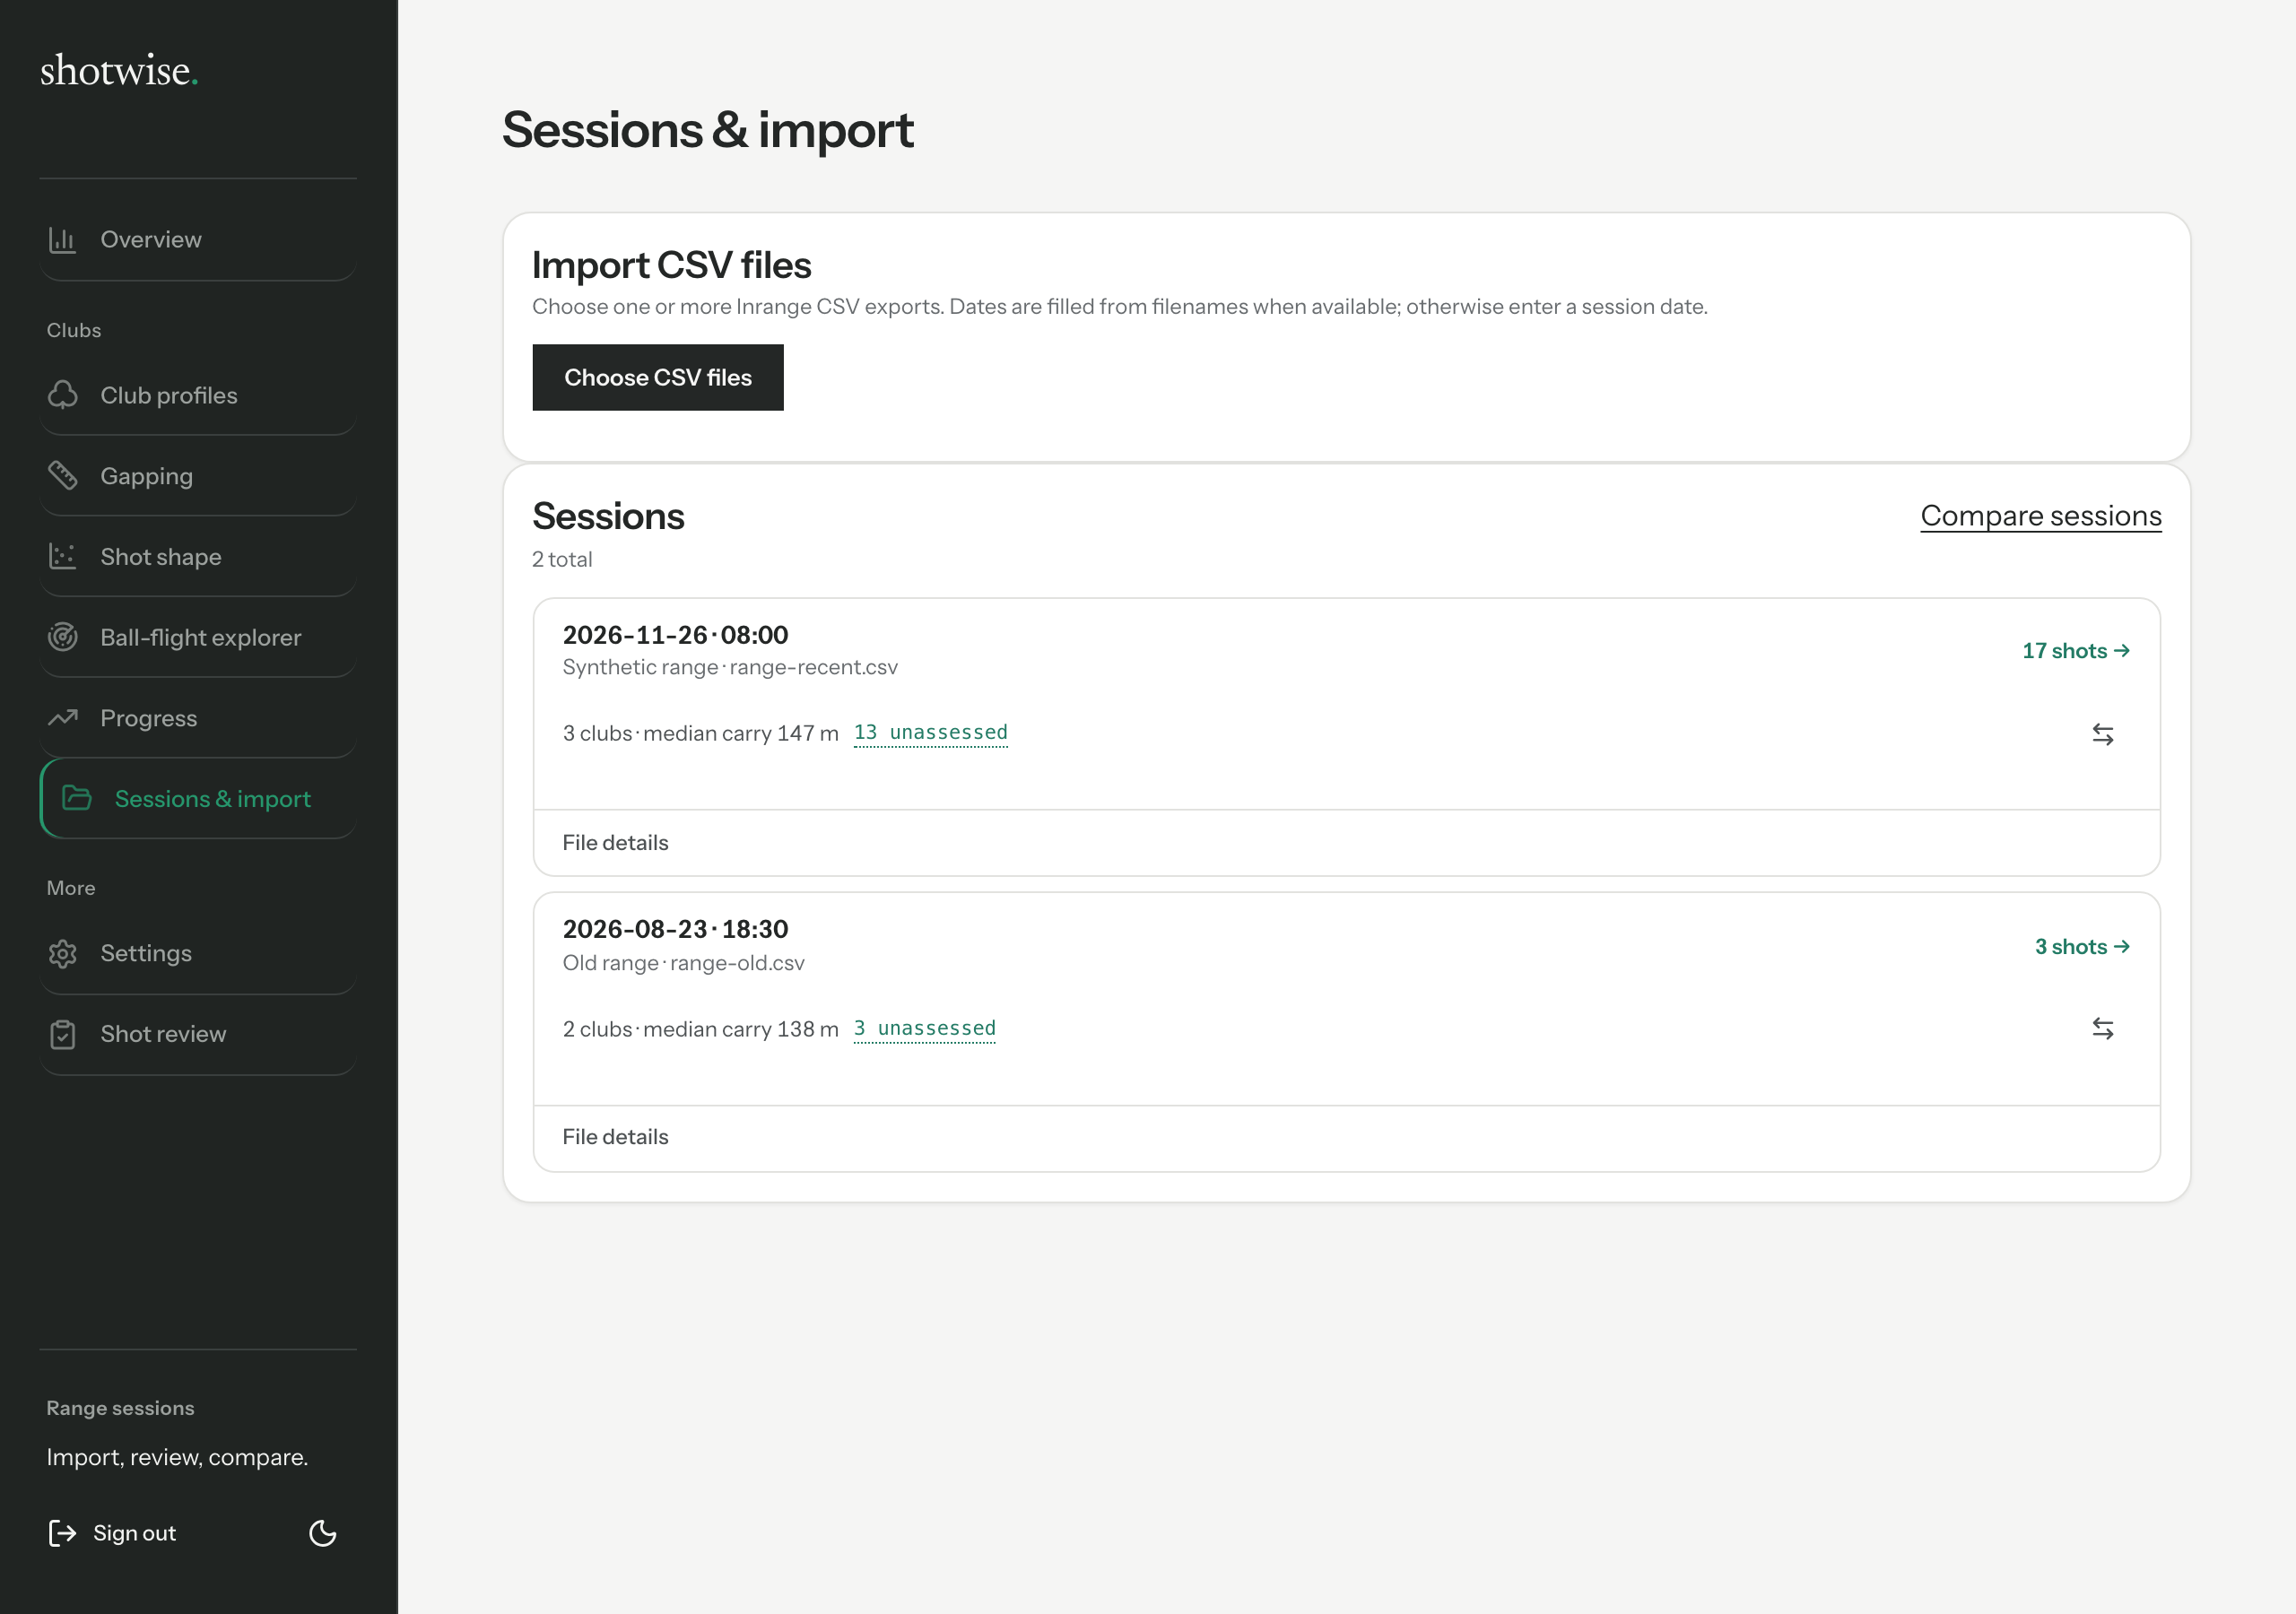 shotwise.
Overview
Clubs
Club profiles
Gapping
Shot shape
Ball-flight explorer
Progress
Sessions & import
More
Settings
Shot review
Range sessions
Import, review, compare.
Sign out
Sessions & import
Import CSV files
Choose one or more Inrange CSV exports. Dates are filled from filenames when available; otherwise enter a session date.
Choose CSV files
Sessions
Compare sessions
2 total
2026-11-26 · 08:00
Synthetic range · range-recent.csv
17 shots →
3 clubs · median carry 147 m 13 unassessed
File details
2026-08-23 · 18:30
Old range · range-old.csv
3 shots →
2 clubs · median carry 138 m 3 unassessed
File details